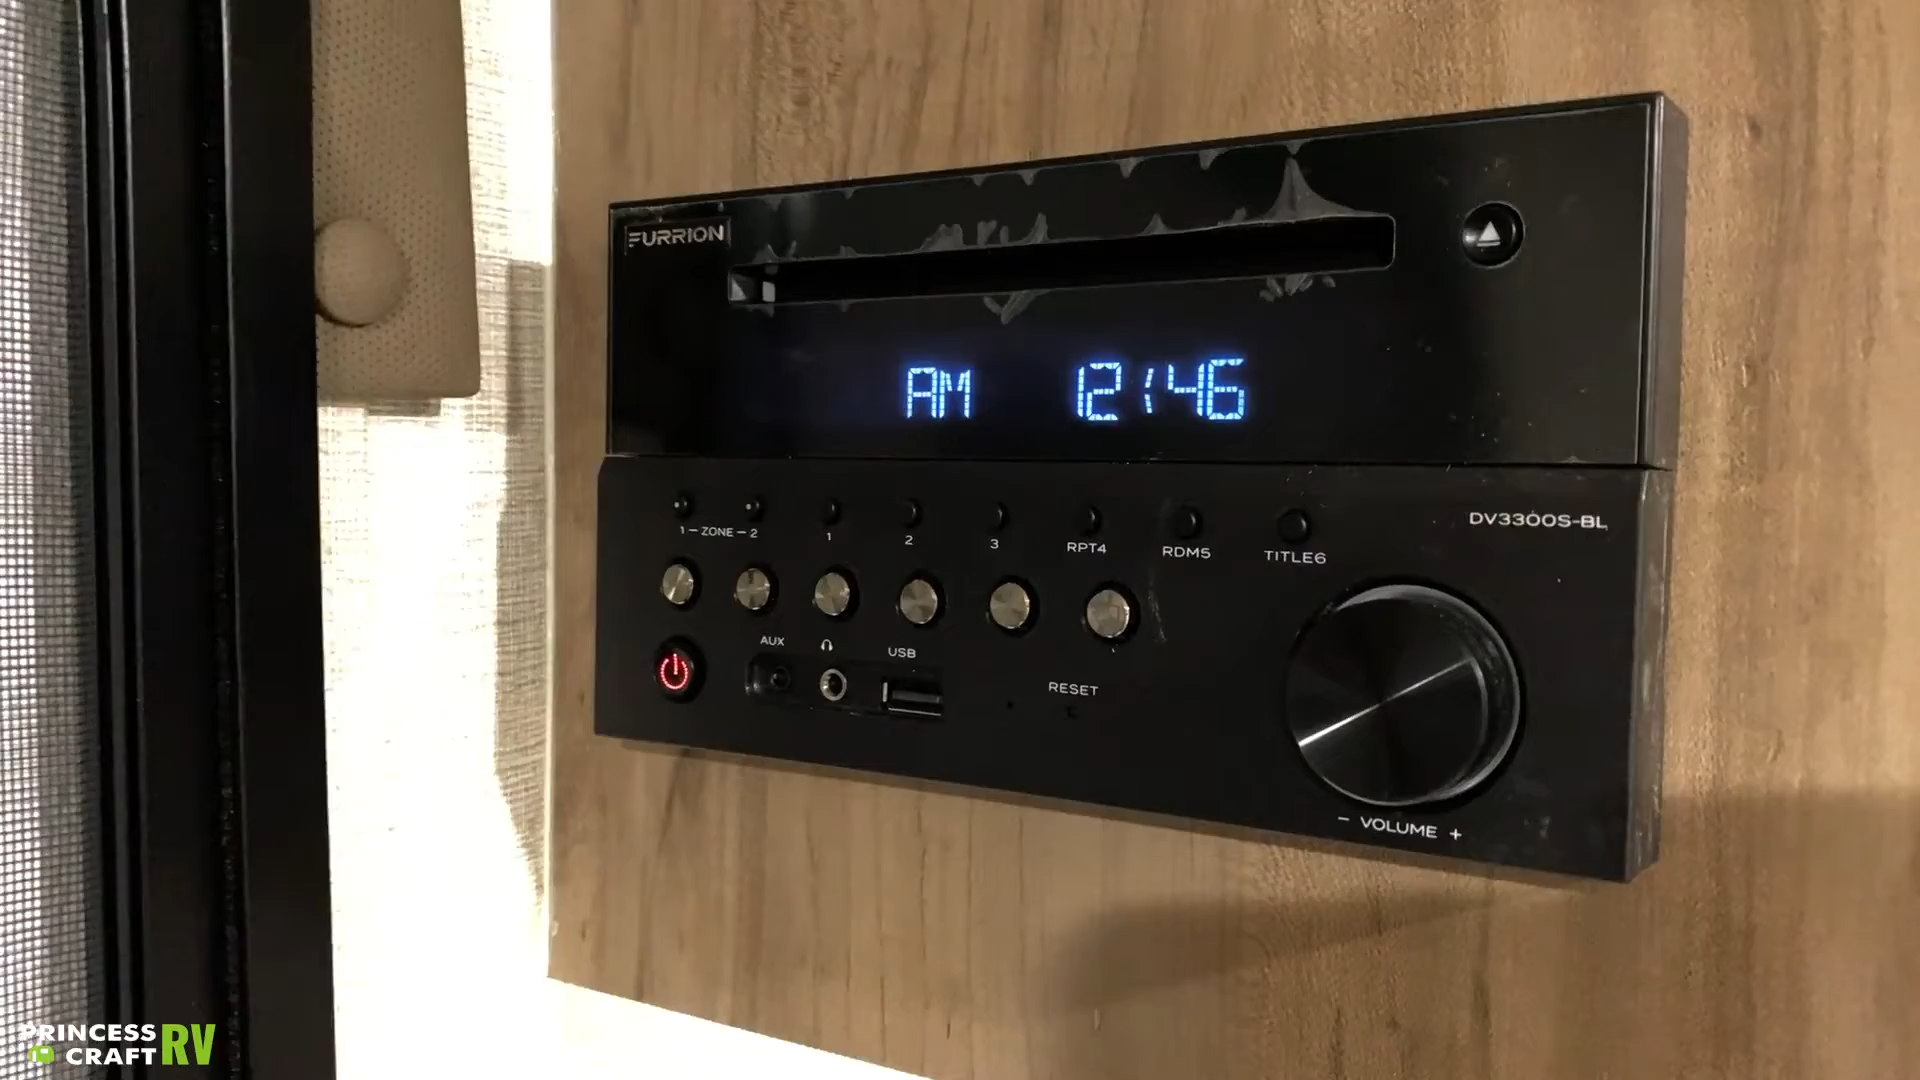 FURRION
AM 12:46
1 – ZONE – 2
1
2
3
RPT4
RDM5
TITLE6
DV3300S-BL
AUX
USB
RESET
– VOLUME +
PRINCESS
CRAFT RV